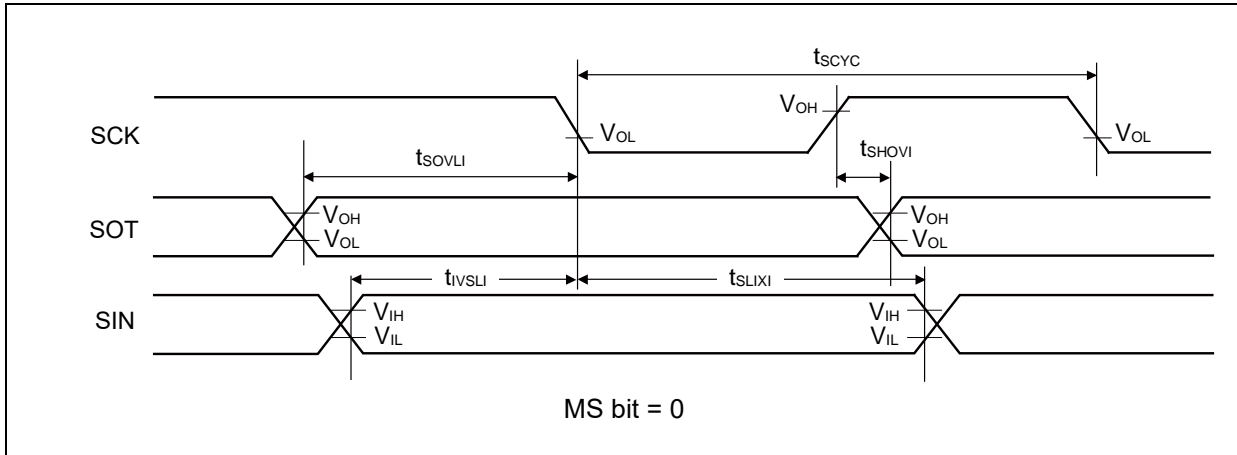 tSCYC
SCK
VOH
VOL
VOL
tSOVLI
tSHOVI
SOT
VOH
VOL
VOH
VOL
tIVSLI
tSLIXI
SIN
VIH
VIL
VIH
VIL
MS bit = 0